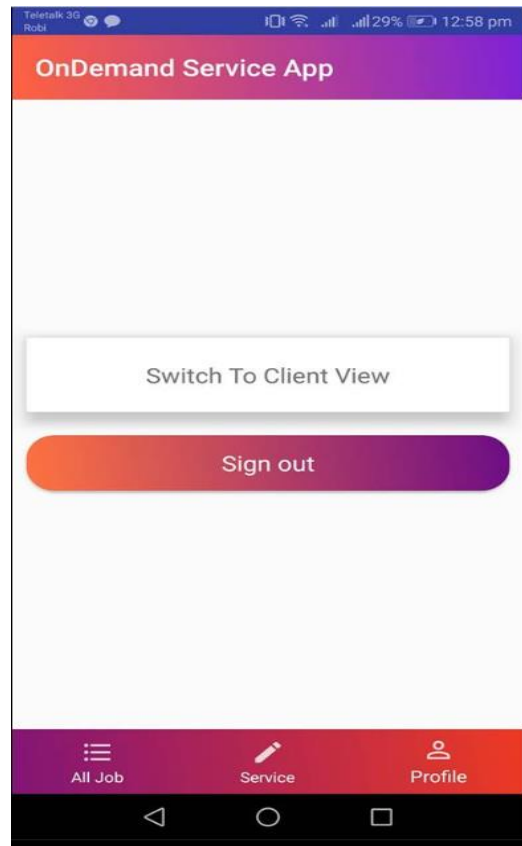 Teletalk 3G
Robi
29% 12:58 pm
OnDemand Service App
Switch To Client View
Sign out
All Job
Service
Profile